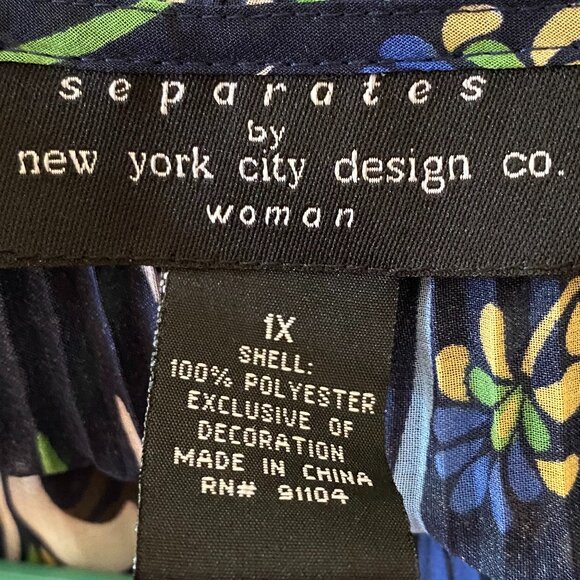 separates
by
new york city design co.
woman
1X
SHELL:
100% POLYESTER
EXCLUSIVE OF
DECORATION
MADE IN CHINA
RN# 91104